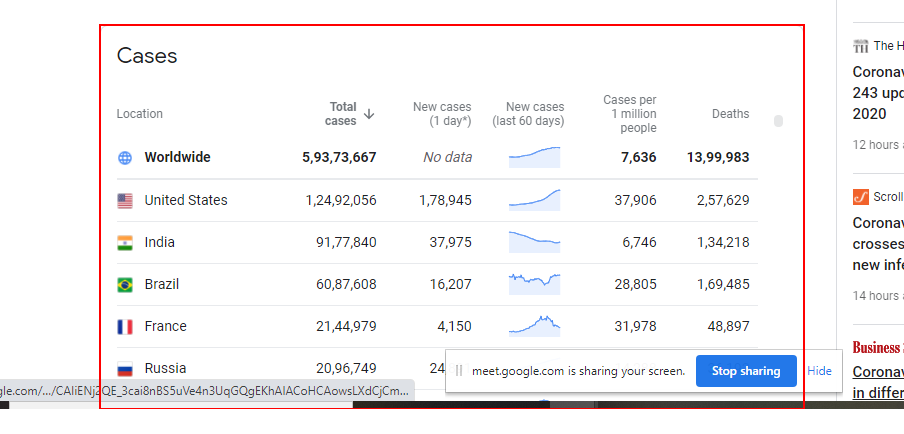 Cases
Location
Total cases
New cases (1 day*)
New cases (last 60 days)
Cases per 1 million people
Deaths
Worldwide 5,93,73,667 No data 7,636 13,99,983
United States 1,24,92,056 1,78,945 37,906 2,57,629
India 91,77,840 37,975 6,746 1,34,218
Brazil 60,87,608 16,207 28,805 1,69,485
France 21,44,979 4,150 31,978 48,897
Russia 20,96,749 24
meet.google.com is sharing your screen. Stop sharing Hide
gle.com/.../CAIiENj2QE_3cai8nBS5uVe4n3UqGQgEKhAIACoHCAowsLXdCjCm...
The H
Coronav
243 upd
2020
12 hours a
Scroll
Coronav
crosses
new infe
14 hours a
Business
Coronav
in differ